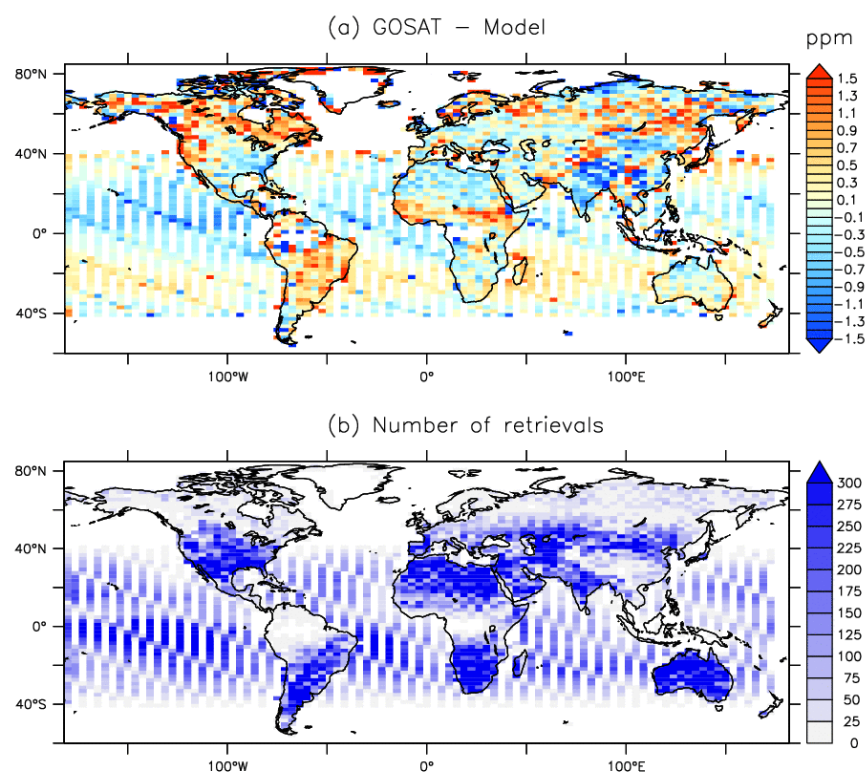 (a) GOSAT – Model
ppm
80°N
40°N
0°
40°S
100°W
0°
100°E
1.5
1.3
1.1
0.9
0.7
0.5
0.3
0.1
-0.1
-0.3
-0.5
-0.7
-0.9
-1.1
-1.3
-1.5
(b) Number of retrievals
80°N
40°N
0°
40°S
100°W
0°
100°E
300
275
250
225
200
175
150
125
100
75
50
25
0